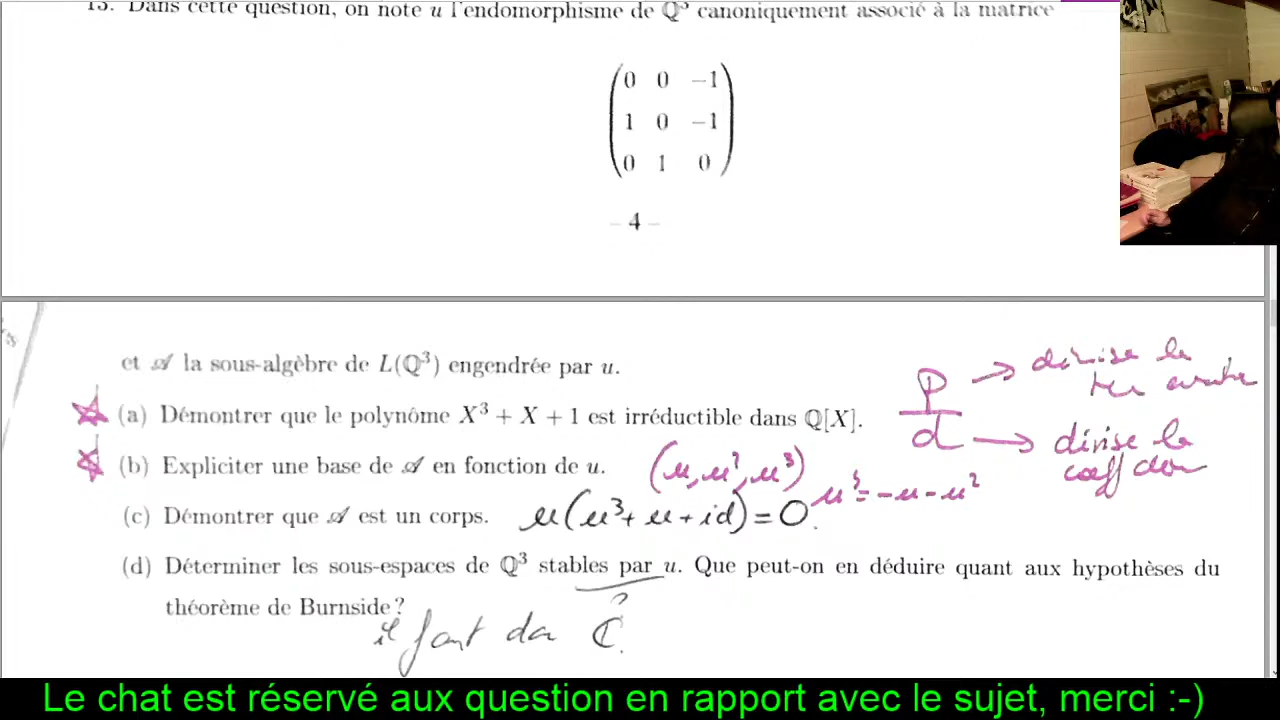 13. Dans cette question, on note u l'endomorphisme de ℚ³ canoniquement associé à la matrice
0 0 −1
1 0 −1
0 1 0
– 4 –
et 𝒜 la sous-algèbre de L(ℚ³) engendrée par u.
(a) Démontrer que le polynôme X³ + X + 1 est irréductible dans ℚ[X].
p → divise le
d → divise le
coeff dom
(b) Expliciter une base de 𝒜 en fonction de u. (u, u², u³)
(c) Démontrer que 𝒜 est un corps. u(u³ + u + id) = 0.
(d) Déterminer les sous-espaces de ℚ³ stables par u. Que peut-on en déduire quant aux hypothèses du
théorème de Burnside ?
il faut ℂ.
Le chat est réservé aux question en rapport avec le sujet, merci :-)